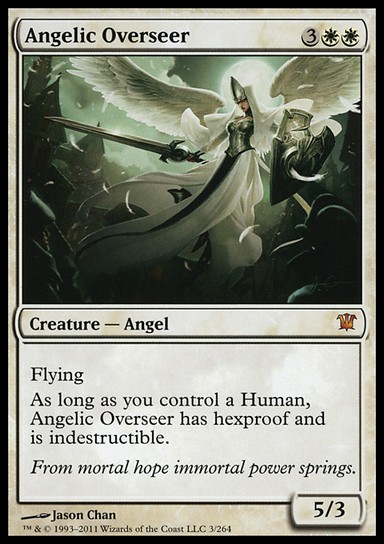 Angelic Overseer 3
Creature — Angel
Flying
As long as you control a Human,
Angelic Overseer has hexproof and
is indestructible.
From mortal hope immortal power springs.
Jason Chan
5/3
™ & © 1993–2011 Wizards of the Coast LLC 3/264